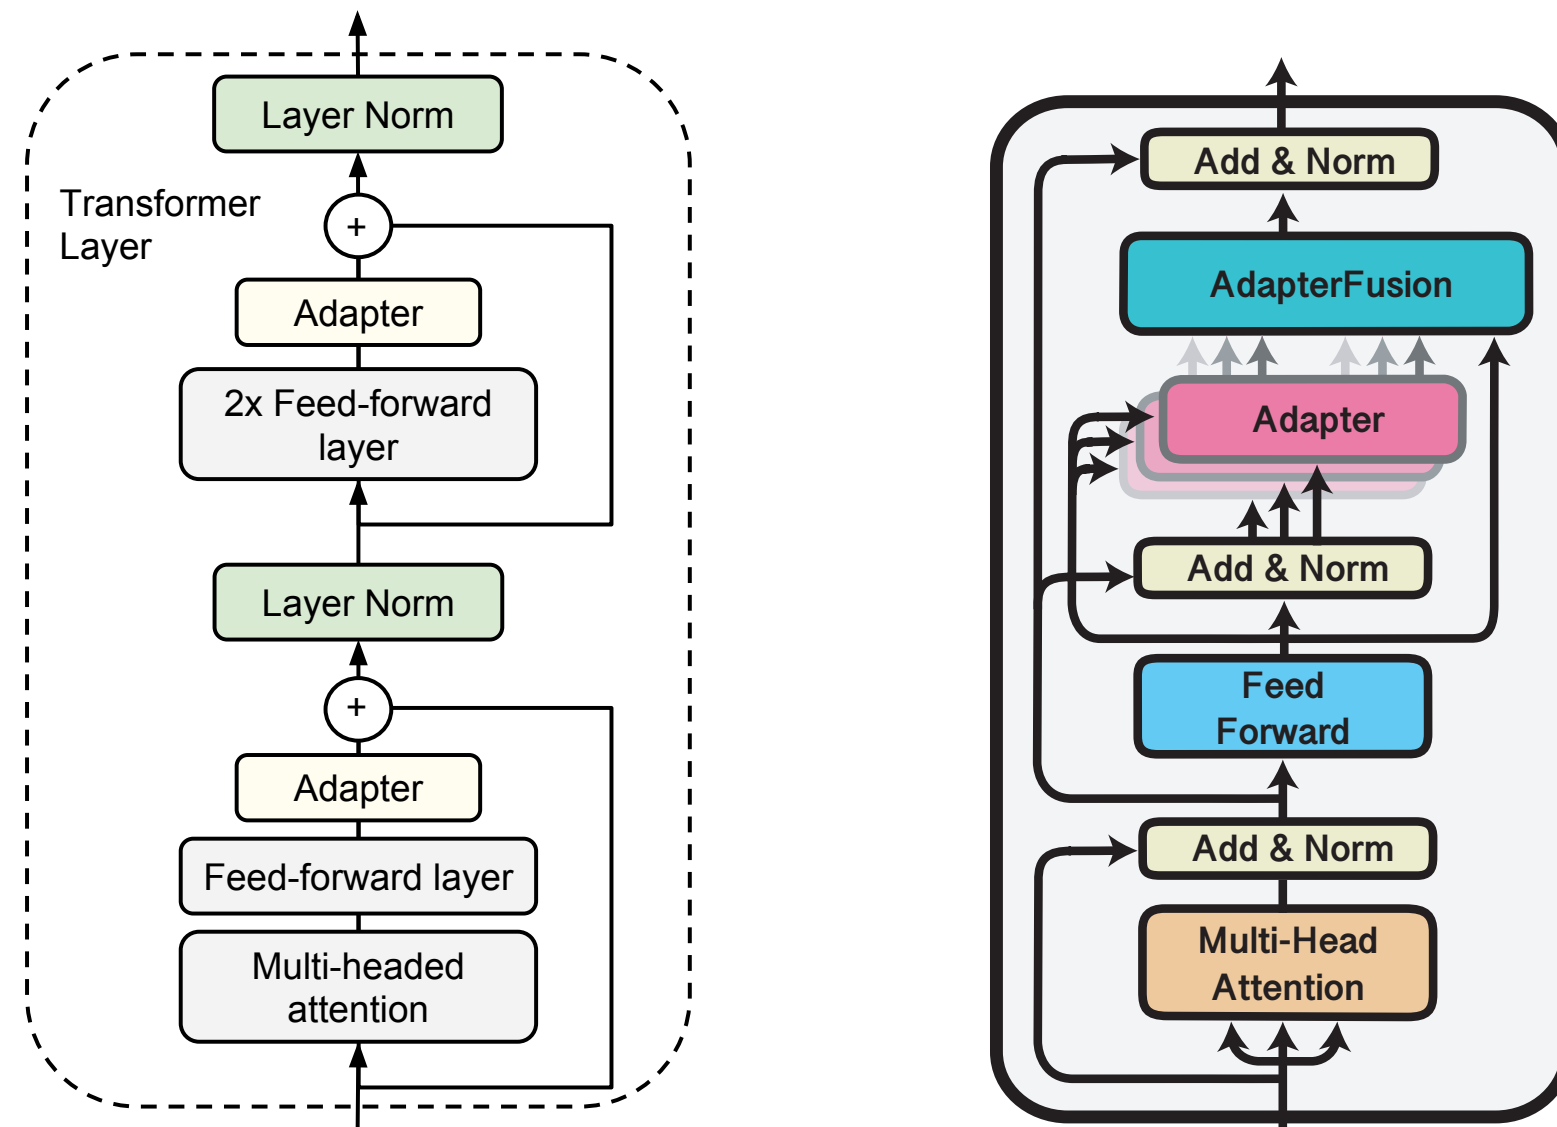 Layer Norm
Transformer
Layer
+
Adapter
2x Feed-forward
layer
Layer Norm
+
Adapter
Feed-forward layer
Multi-headed
attention
Add & Norm
AdapterFusion
Adapter
Add & Norm
Feed
Forward
Add & Norm
Multi-Head
Attention